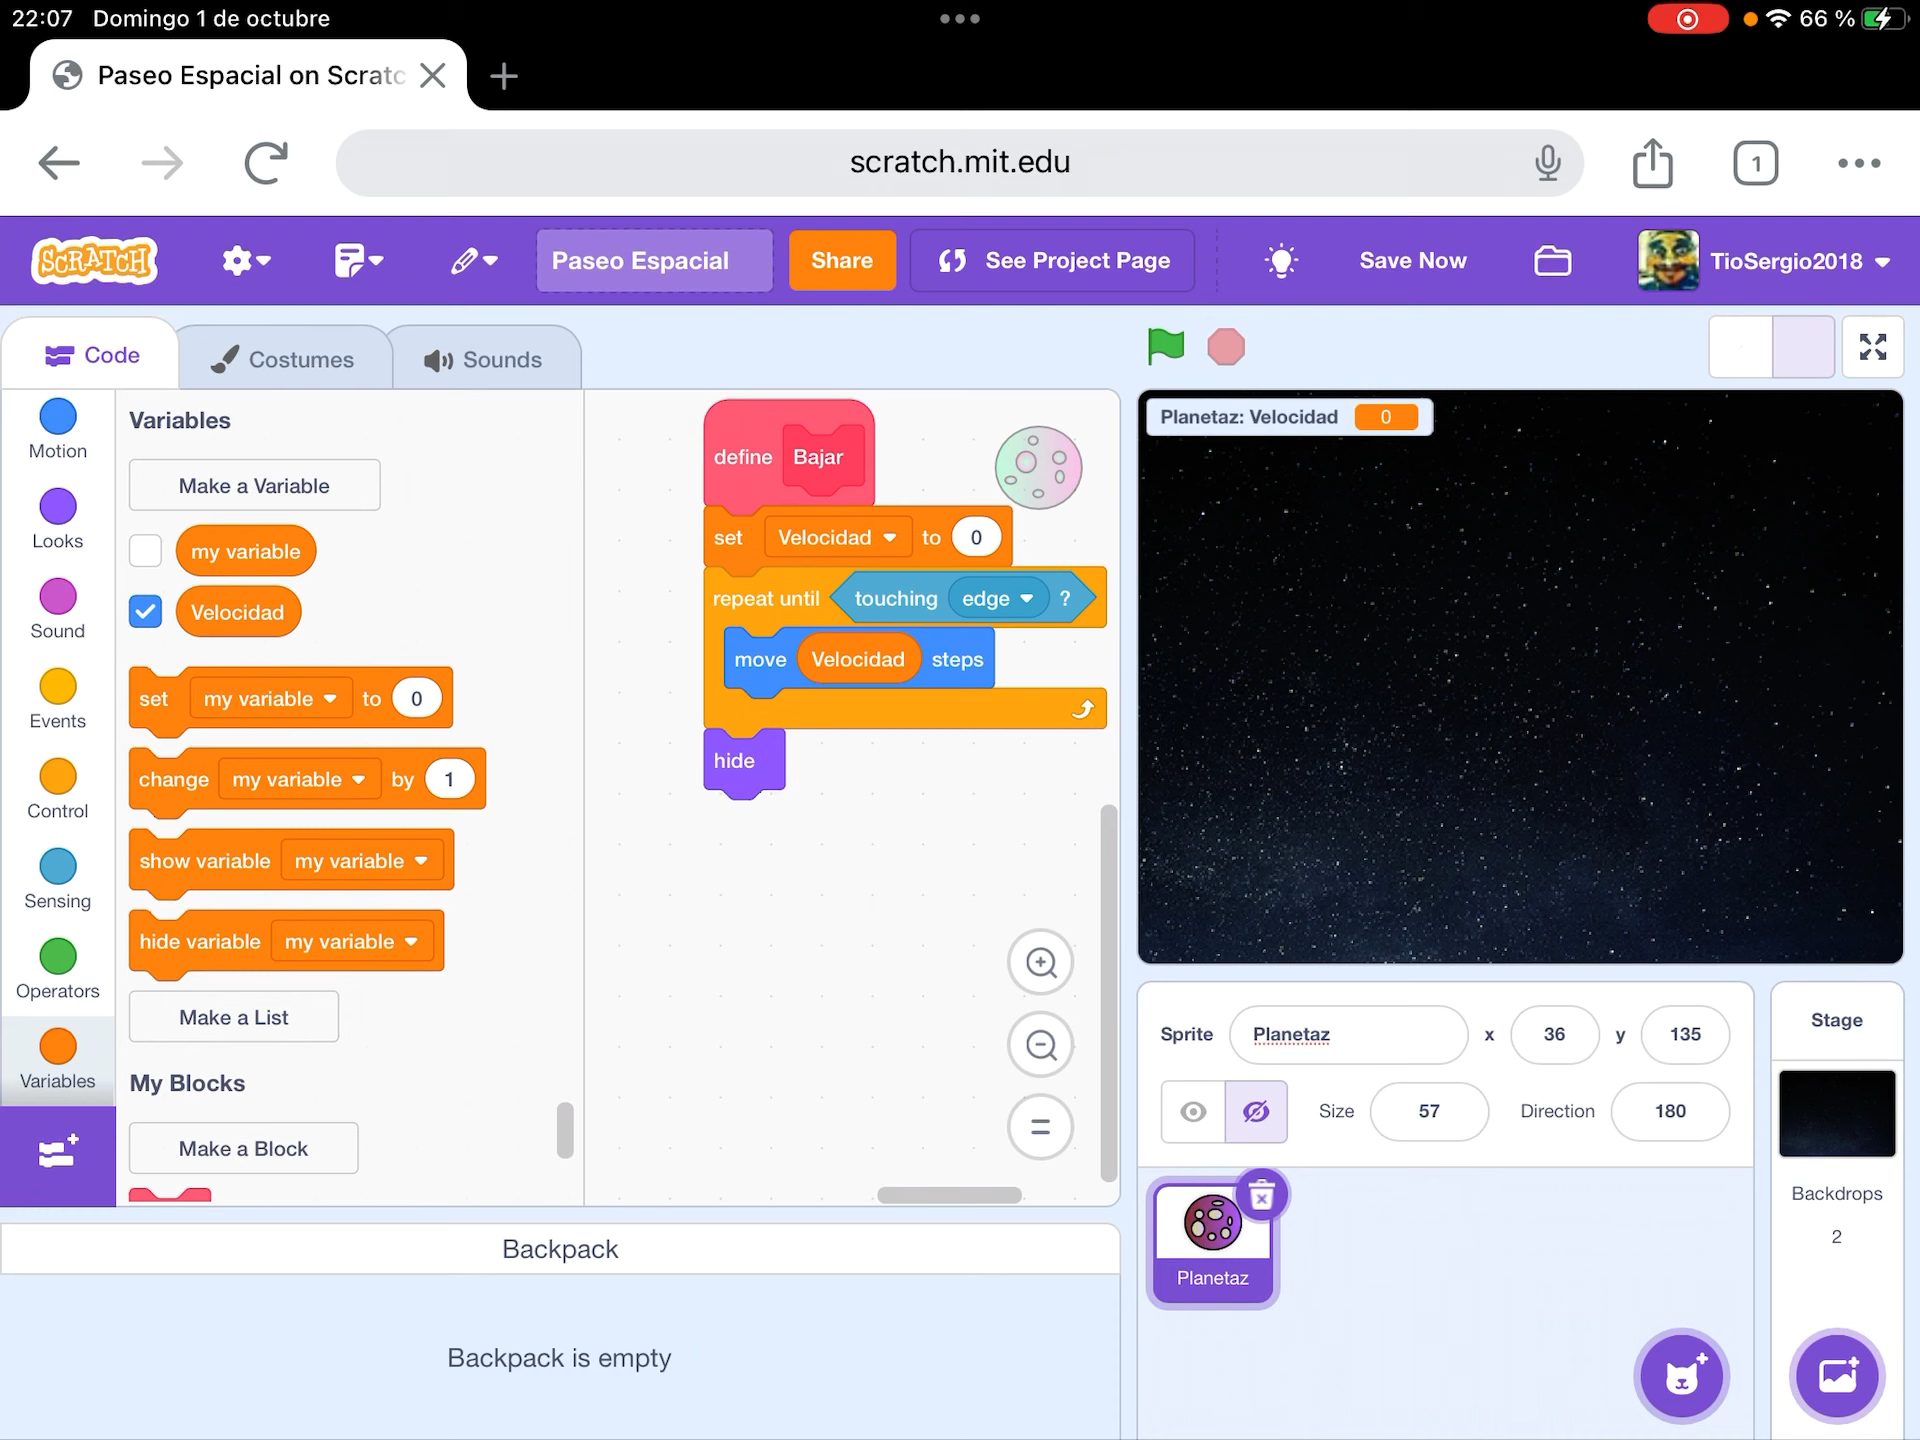 22:07 Domingo 1 de octubre
66 %
Paseo Espacial on Scratc
scratch.mit.edu
1
SCRATCH
Paseo Espacial
Share
See Project Page
Save Now
TioSergio2018
Code
Costumes
Sounds
Motion
Looks
Sound
Events
Control
Sensing
Operators
Variables
Variables
Make a Variable
my variable
Velocidad
set my variable to 0
change my variable by 1
show variable my variable
hide variable my variable
Make a List
My Blocks
Make a Block
define Bajar
set Velocidad to 0
repeat until touching edge ?
move Velocidad steps
hide
Backpack
Backpack is empty
Planetaz: Velocidad 0
Sprite Planetaz x 36 y 135
Size 57 Direction 180
Planetaz
Stage
Backdrops
2